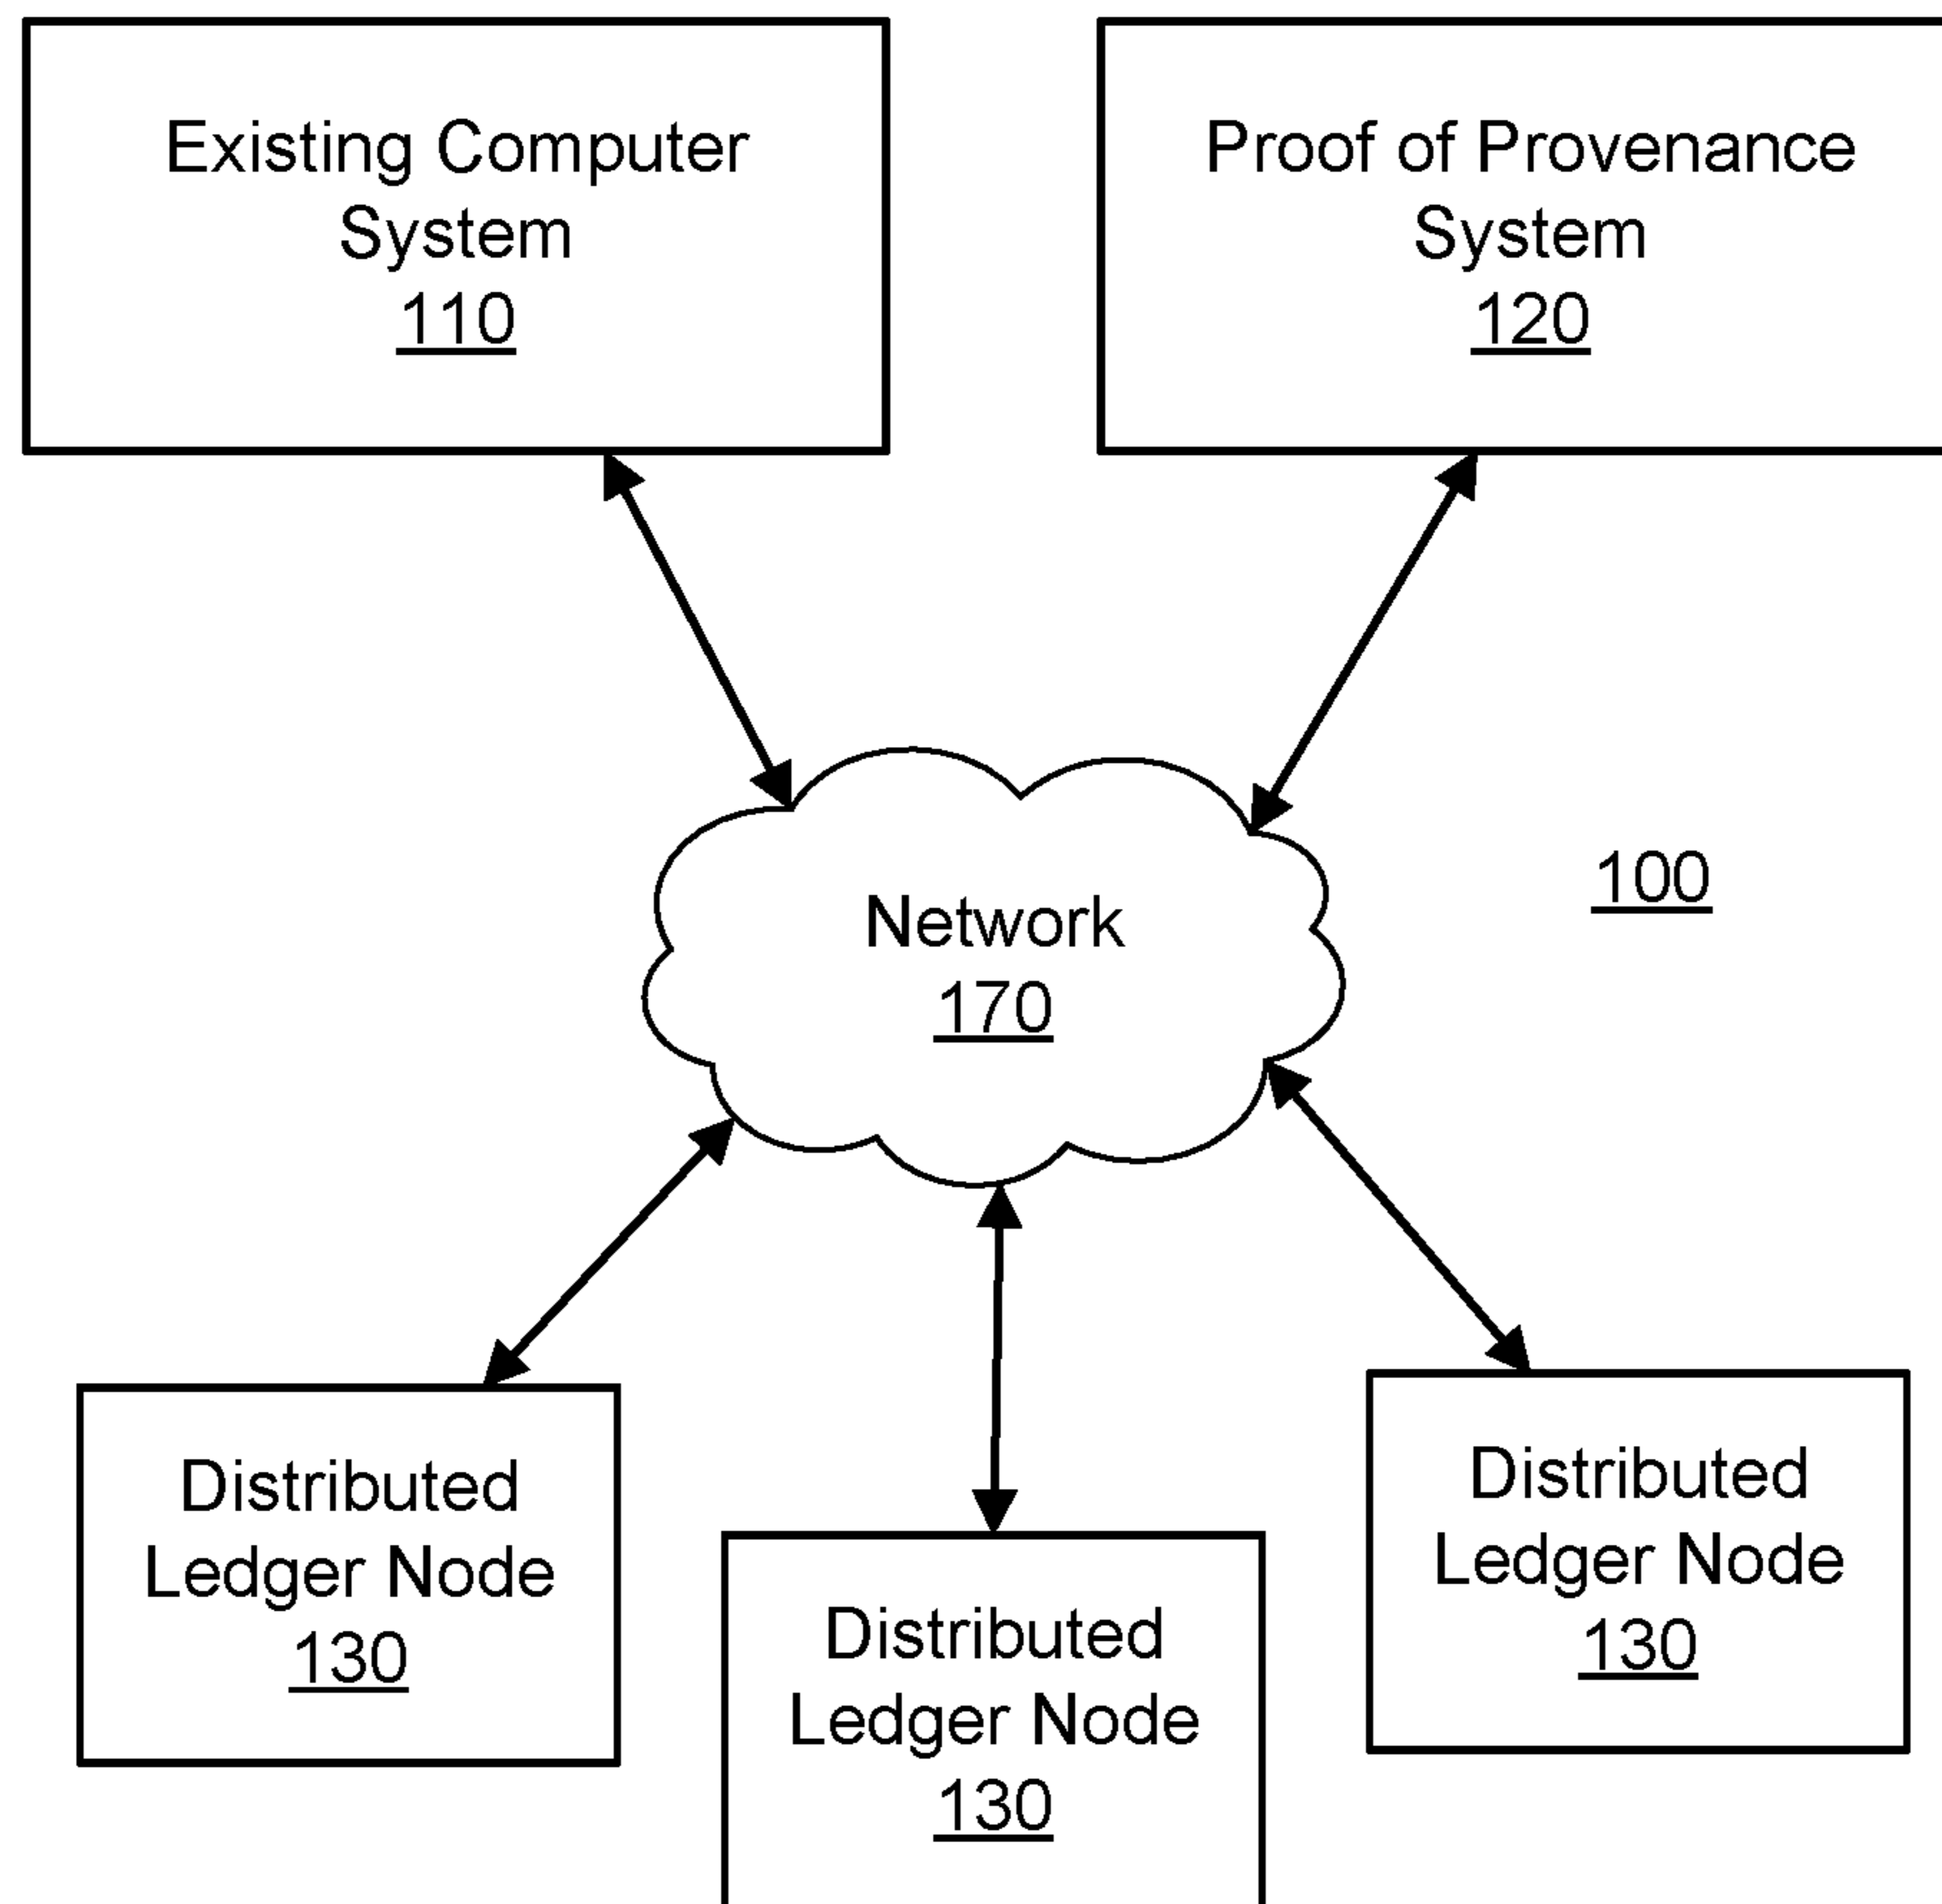 Existing Computer
System
110
Proof of Provenance
System
120
100
Network
170
Distributed
Ledger Node
130
Distributed
Ledger Node
130
Distributed
Ledger Node
130